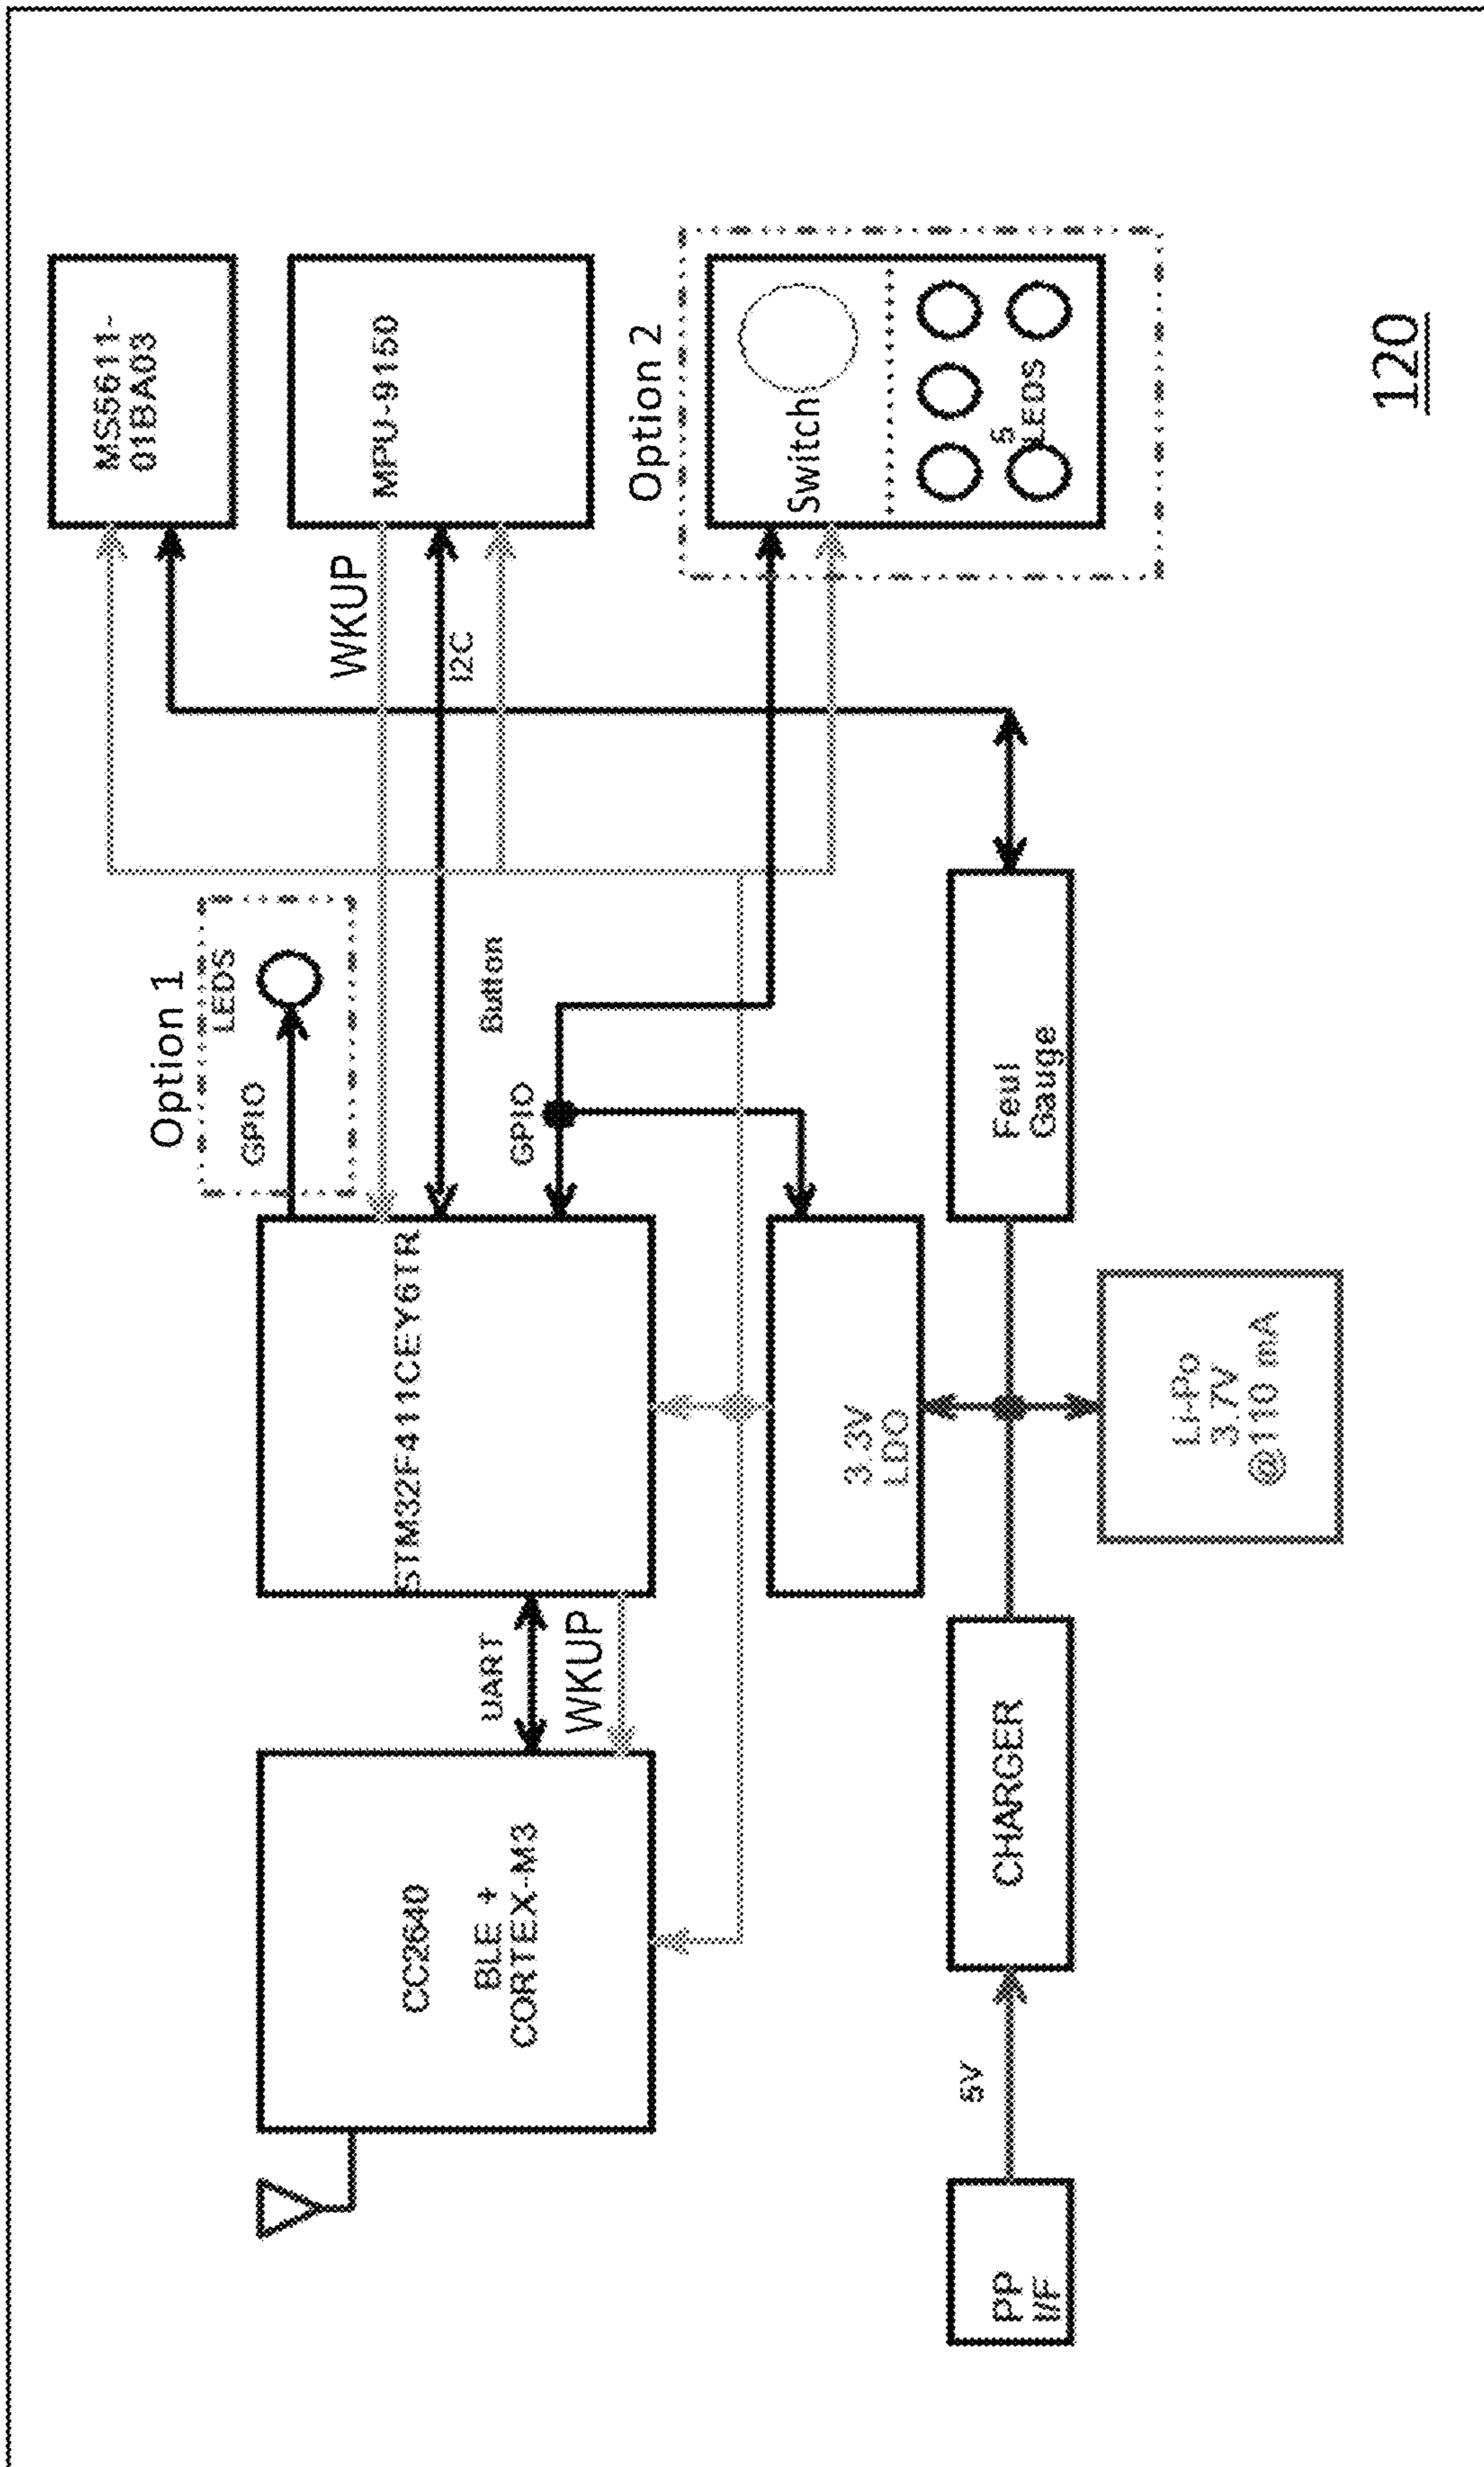 MS5611-
01BA03
Option 1
LEDS
GPIO
WKUP
MPU-9150
I2C
STM32F411CEY6TR
Button
GPIO
UART
WKUP
CC2640
BLE +
CORTEX-M3
Option 2
Switch
5
LEDS
3.3V
LDO
Feul
Gauge
CHARGER
5V
PP
I/F
Li-Po
3.7V
@110 mA
120